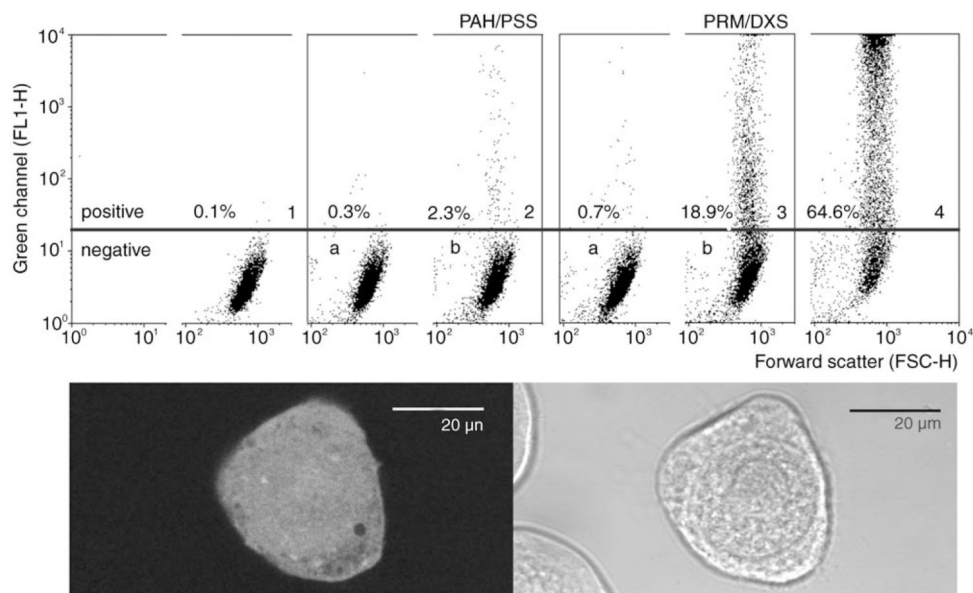 PAH/PSS PRM/DXS
Green channel (FL1-H)
10⁴
10³
10²
10¹
10⁰
positive 0.1% 1 0.3% 2.3% 2 0.7% 18.9% 3 64.6% 4
negative a b a b
10⁰ 10¹ 10² 10³ 10² 10³ 10² 10³ 10² 10³ 10² 10³ 10² 10³ 10⁴
Forward scatter (FSC-H)
20 µn 20 µm